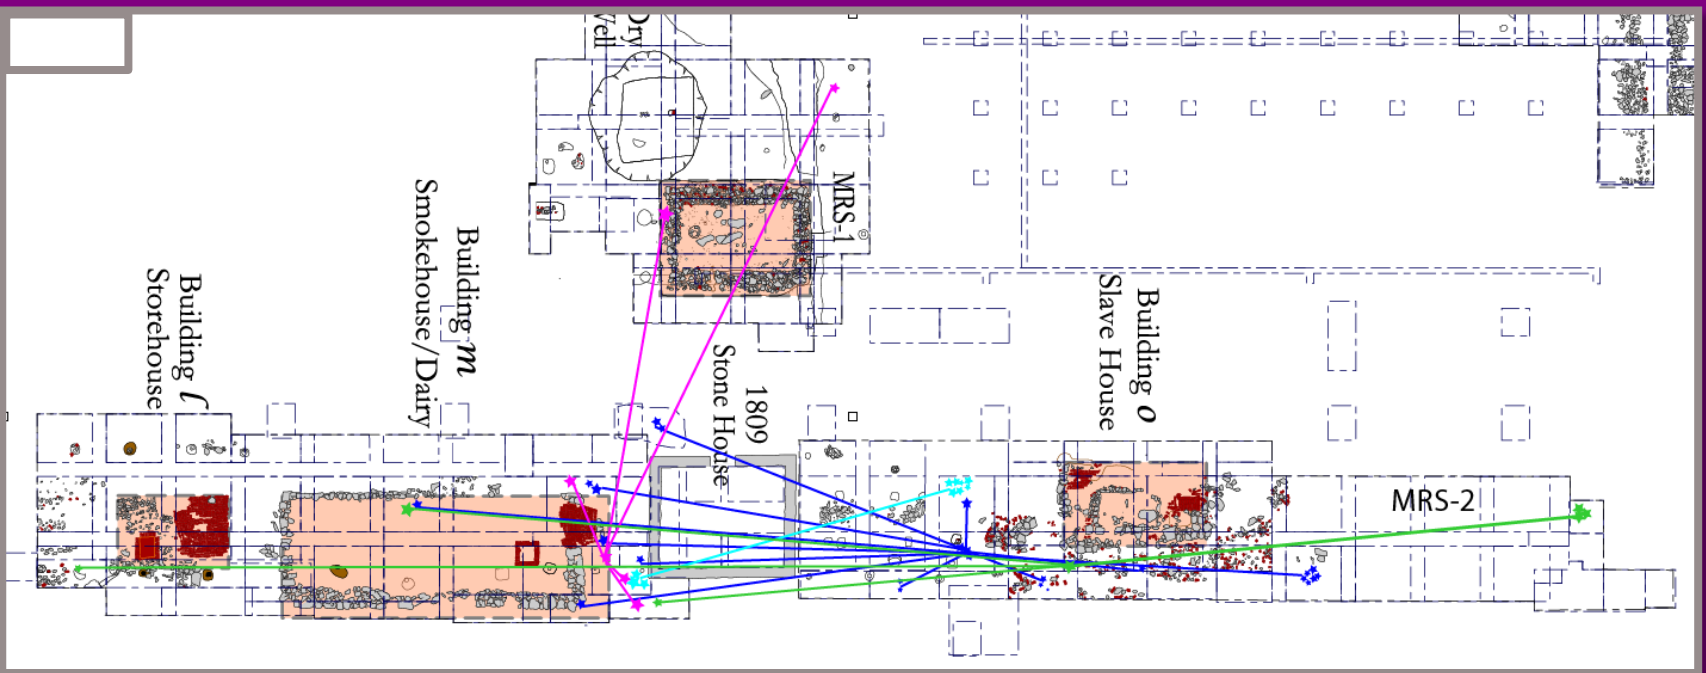 Dry
Well
MRS-1
Building m
Smokehouse/Dairy
Building l
Storehouse
1809
Stone House
Building o
Slave House
MRS-2